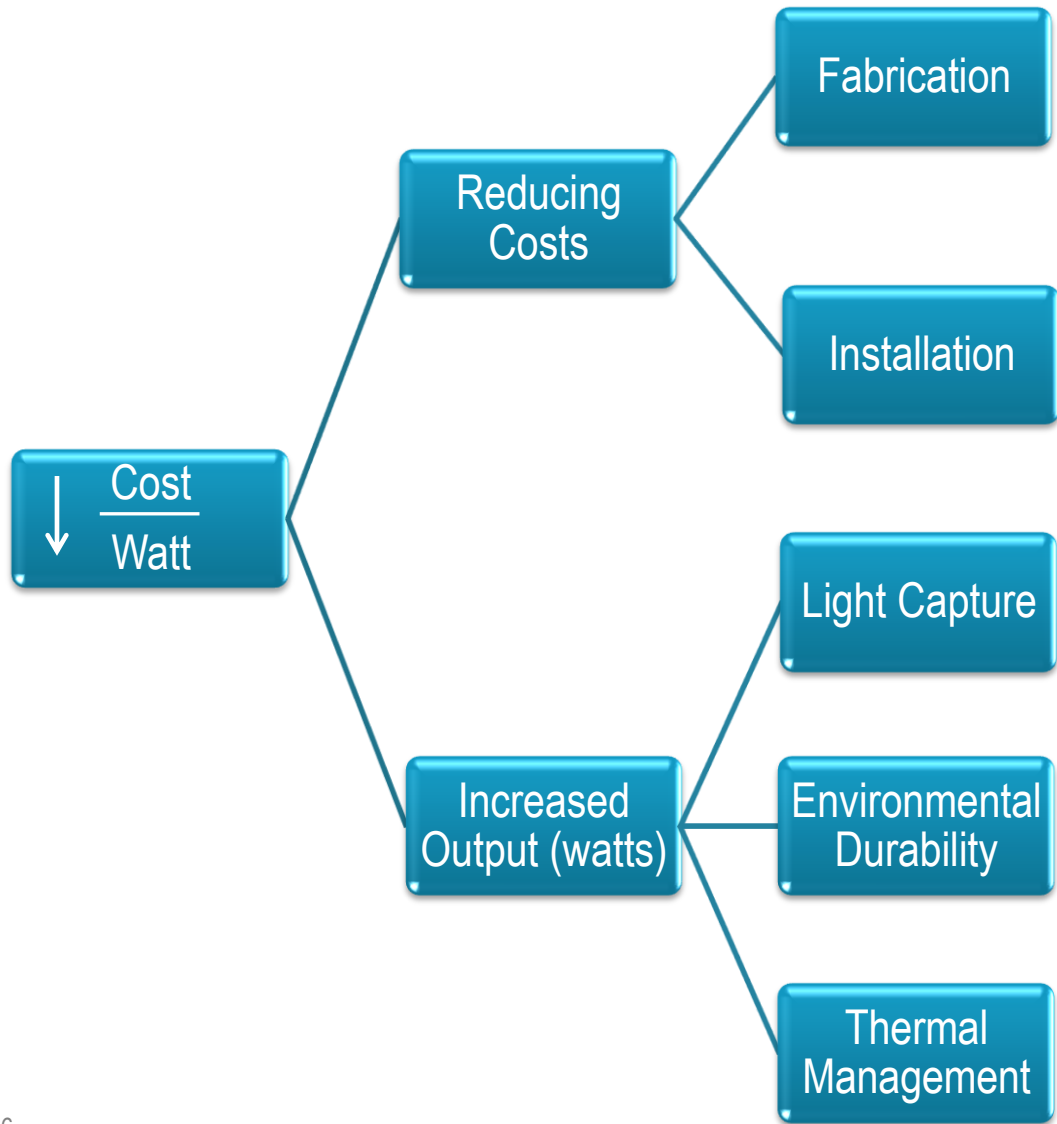 Fabrication
Reducing
Costs
Installation
↓ Cost
Watt
Light Capture
Increased
Output (watts)
Environmental
Durability
Thermal
Management